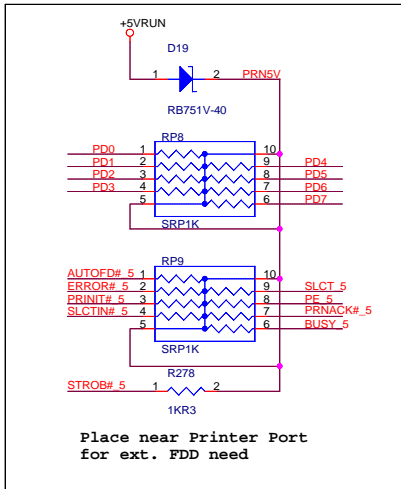 +5VRUN
D19
1 2 PRN5V
RB751V-40
RP8
PD0 1 10
PD1 2 9 PD4
PD2 3 8 PD5
PD3 4 7 PD6
5 6 PD7
SRP1K
RP9
AUTOFD#_5 1 10
ERROR#_5 2 9 SLCT_5
PRINIT#_5 3 8 PE_5
SLCTIN#_5 4 7 PRNACK#_5
5 6 BUSY_5
SRP1K
R278
STROB#_5 1 2
1KR3
Place near Printer Port
for ext. FDD need